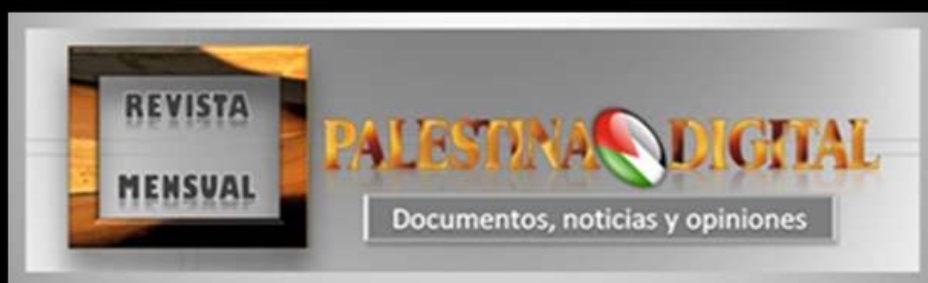 REVISTA
MENSUAL
PALESTINA DIGITAL
Documentos, noticias y opiniones